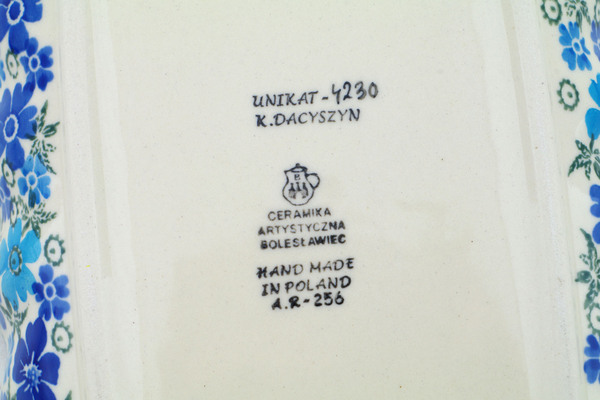 UNIKAT - 4230
K.DACYSZYN
B
CERAMIKA
ARTYSTYCZNA
BOLESŁAWIEC
HAND MADE
IN POLAND
A.R - 256